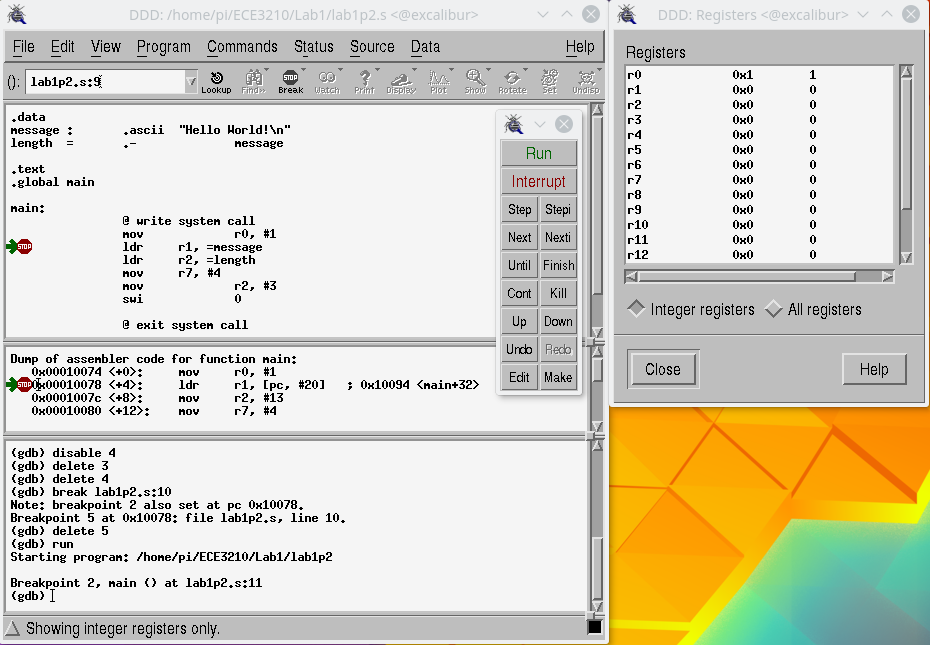 DDD: /home/pi/ECE3210/Lab1/lab1p2.s <@excalibur>
File Edit View Program Commands Status Source Data Help
(): lab1p2.s:9
Lookup Find>> Break Watch Print Display Plot Show Rotate Set Undisp
.data
message : .ascii "Hello World!\n"
length = .- message
.text
.global main
main:
@ write system call
mov r0, #1
STOP ldr r1, =message
ldr r2, =length
mov r7, #4
mov r2, #3
swi 0
@ exit system call
Run
Interrupt
Step Stepi
Next Nexti
Until Finish
Cont Kill
Up Down
Undo Redo
Edit Make
Dump of assembler code for function main:
0x00010074 <+0>: mov r0, #1
STOP 0x00010078 <+4>: ldr r1, [pc, #20] ; 0x10094 <main+32>
0x0001007c <+8>: mov r2, #13
0x00010080 <+12>: mov r7, #4
(gdb) disable 4
(gdb) delete 3
(gdb) delete 4
(gdb) break lab1p2.s:10
Note: breakpoint 2 also set at pc 0x10078.
Breakpoint 5 at 0x10078: file lab1p2.s, line 10.
(gdb) delete 5
(gdb) run
Starting program: /home/pi/ECE3210/Lab1/lab1p2
Breakpoint 2, main () at lab1p2.s:11
(gdb)
Showing integer registers only.
DDD: Registers <@excalibur>
Registers
r0 0x1 1
r1 0x0 0
r2 0x0 0
r3 0x0 0
r4 0x0 0
r5 0x0 0
r6 0x0 0
r7 0x0 0
r8 0x0 0
r9 0x0 0
r10 0x0 0
r11 0x0 0
r12 0x0 0
Integer registers All registers
Close Help